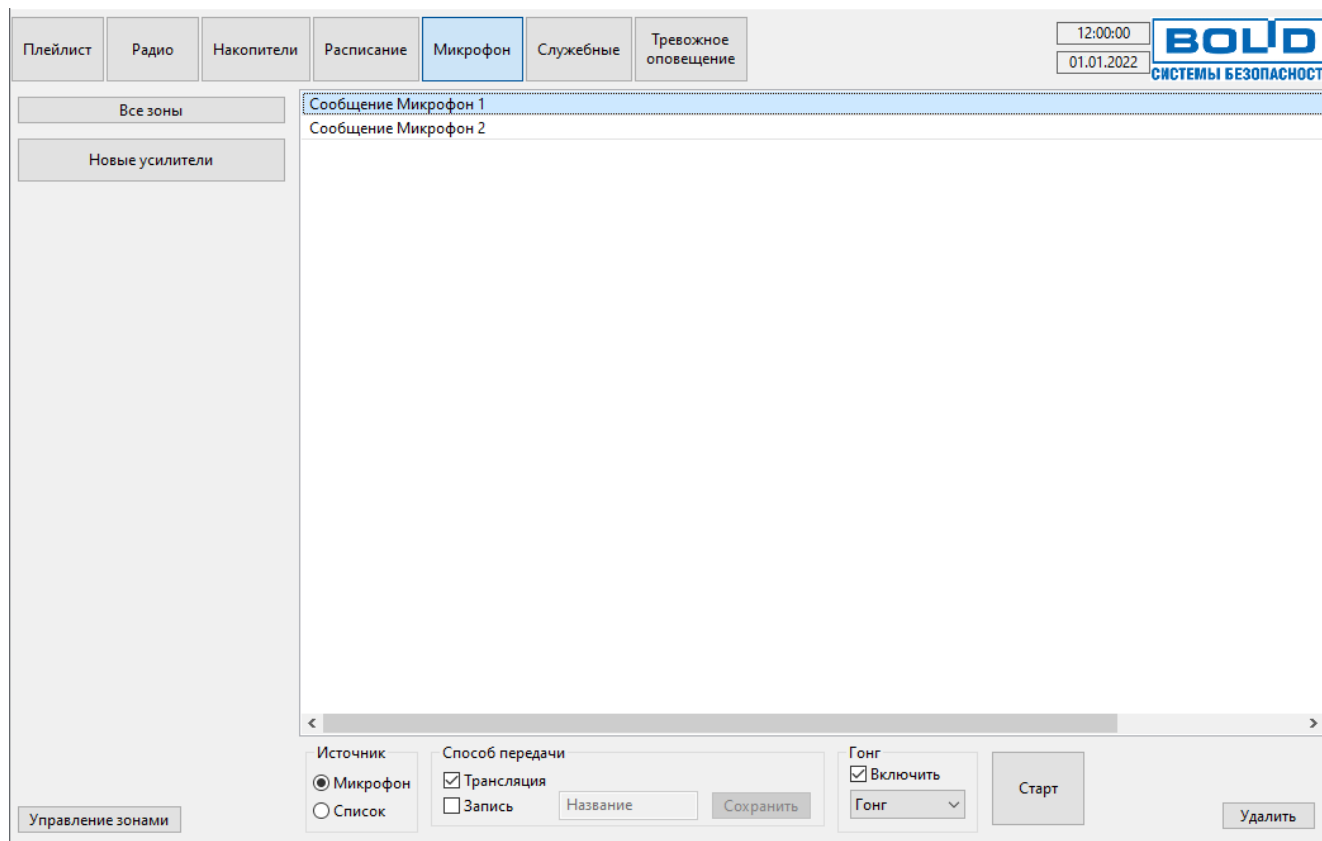 Плейлист
Радио
Накопители
Расписание
Микрофон
Служебные
Тревожное
оповещение
12:00:00
01.01.2022
BOLID
СИСТЕМЫ БЕЗОПАСНОСТ
Все зоны
Новые усилители
Сообщение Микрофон 1
Сообщение Микрофон 2
Источник
Микрофон
Список
Способ передачи
Трансляция
Запись
Название
Сохранить
Гонг
Включить
Гонг
Старт
Управление зонами
Удалить